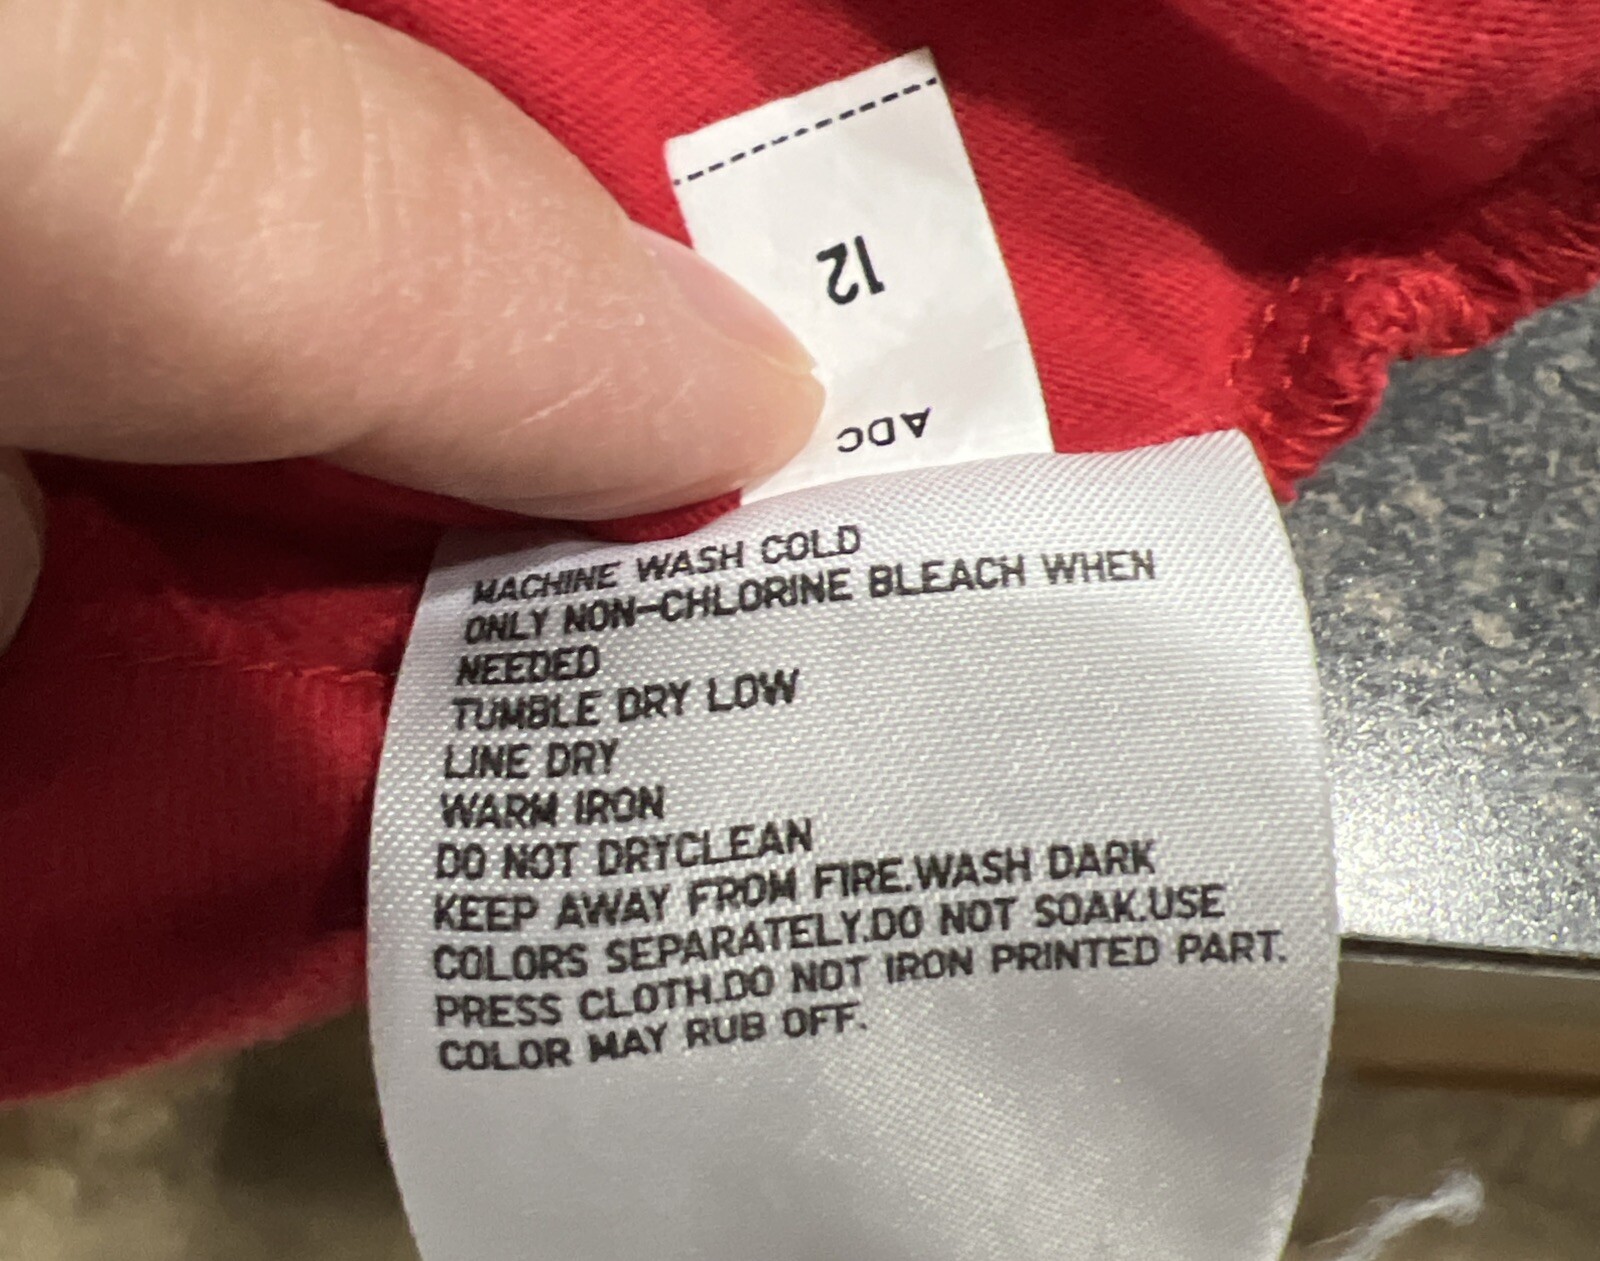 12
ADC
MACHINE WASH COLD
ONLY NON-CHLORINE BLEACH WHEN
NEEDED
TUMBLE DRY LOW
LINE DRY
WARM IRON
DO NOT DRYCLEAN
KEEP AWAY FROM FIRE.WASH DARK
COLORS SEPARATELY.DO NOT SOAK.USE
PRESS CLOTH.DO NOT IRON PRINTED PART.
COLOR MAY RUB OFF.